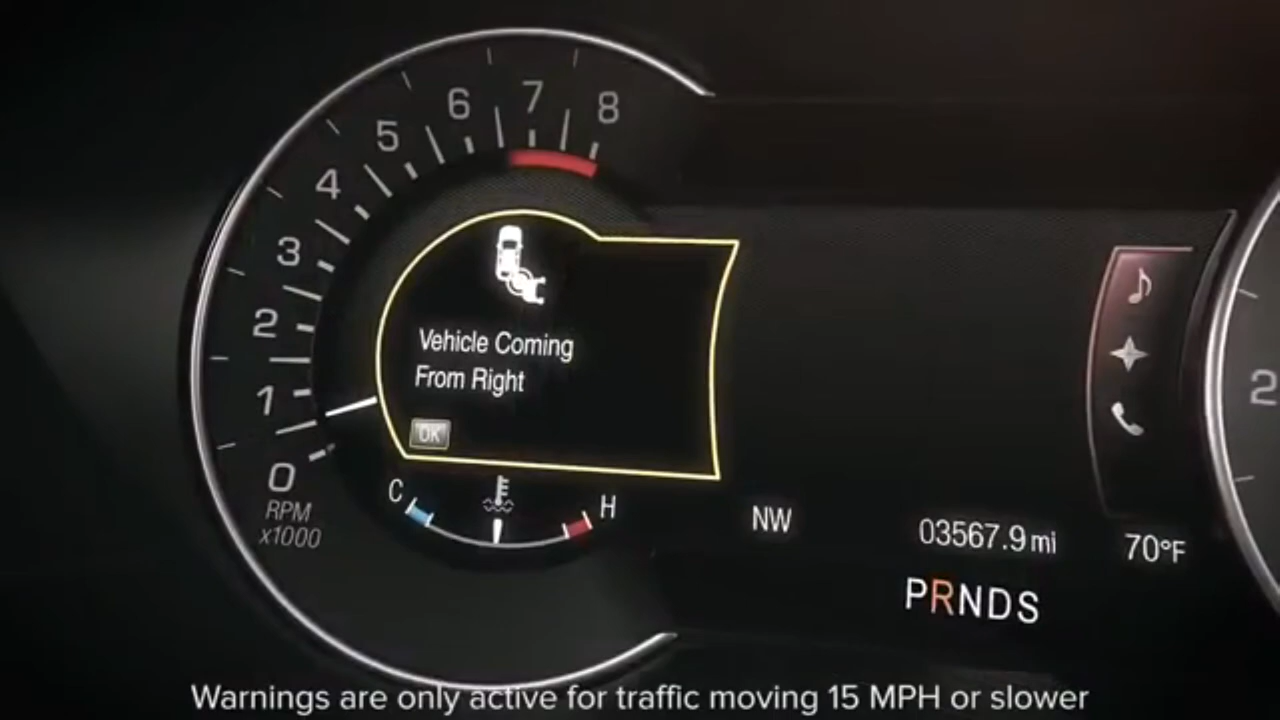 8
7
6
5
4
3
2
1
0
RPM
x1000
Vehicle Coming
From Right
OK
C
H
NW
03567.9 mi
70°F
PRNDS
2
Warnings are only active for traffic moving 15 MPH or slower